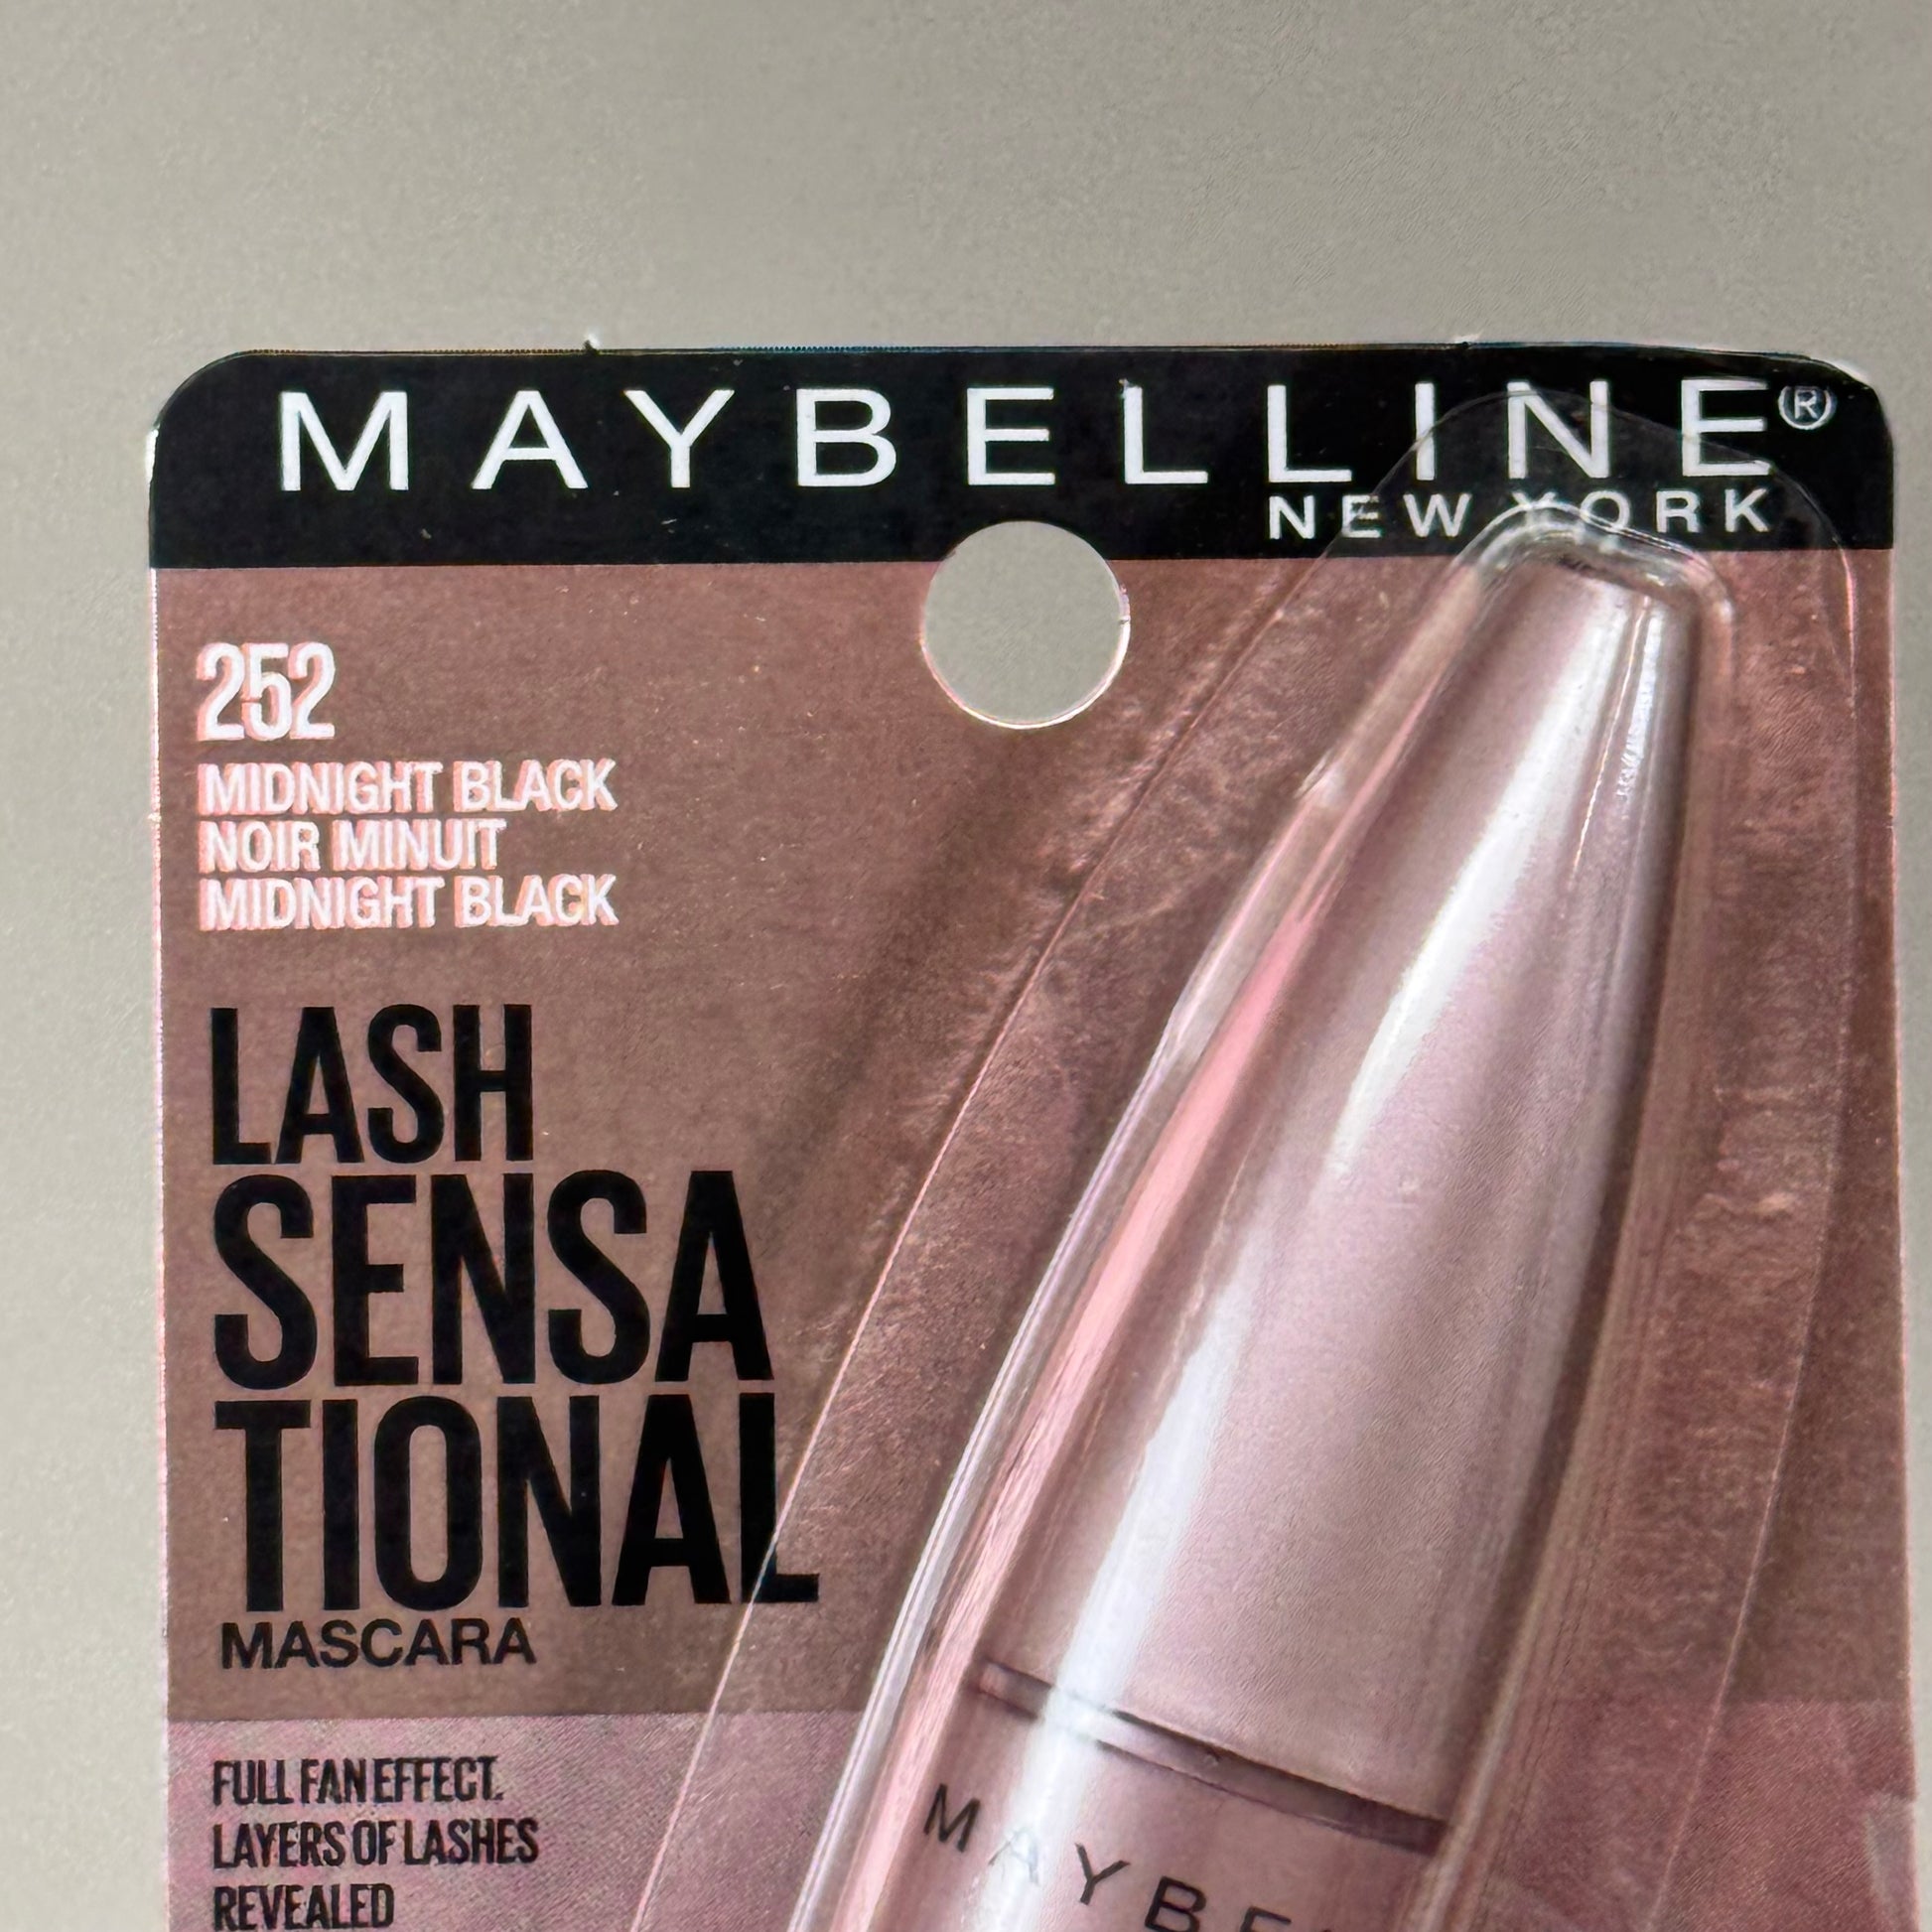 MAYBELLINE®
NEW YORK
252
MIDNIGHT BLACK
NOIR MINUIT
MIDNIGHT BLACK
LASH
SENSA
TIONAL
MASCARA
FULL FAN EFFECT.
LAYERS OF LASHES
REVEALED